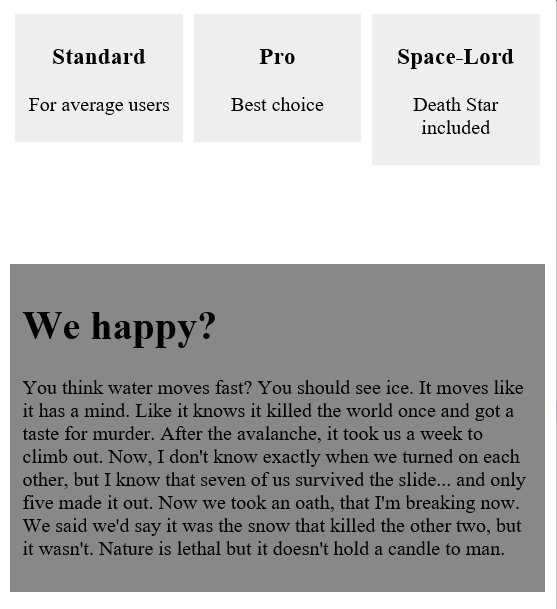 Standard
For average users
Pro
Best choice
Space-Lord
Death Star
included
We happy?
You think water moves fast? You should see ice. It moves like
it has a mind. Like it knows it killed the world once and got a
taste for murder. After the avalanche, it took us a week to
climb out. Now, I don't know exactly when we turned on each
other, but I know that seven of us survived the slide... and only
five made it out. Now we took an oath, that I'm breaking now.
We said we'd say it was the snow that killed the other two, but
it wasn't. Nature is lethal but it doesn't hold a candle to man.